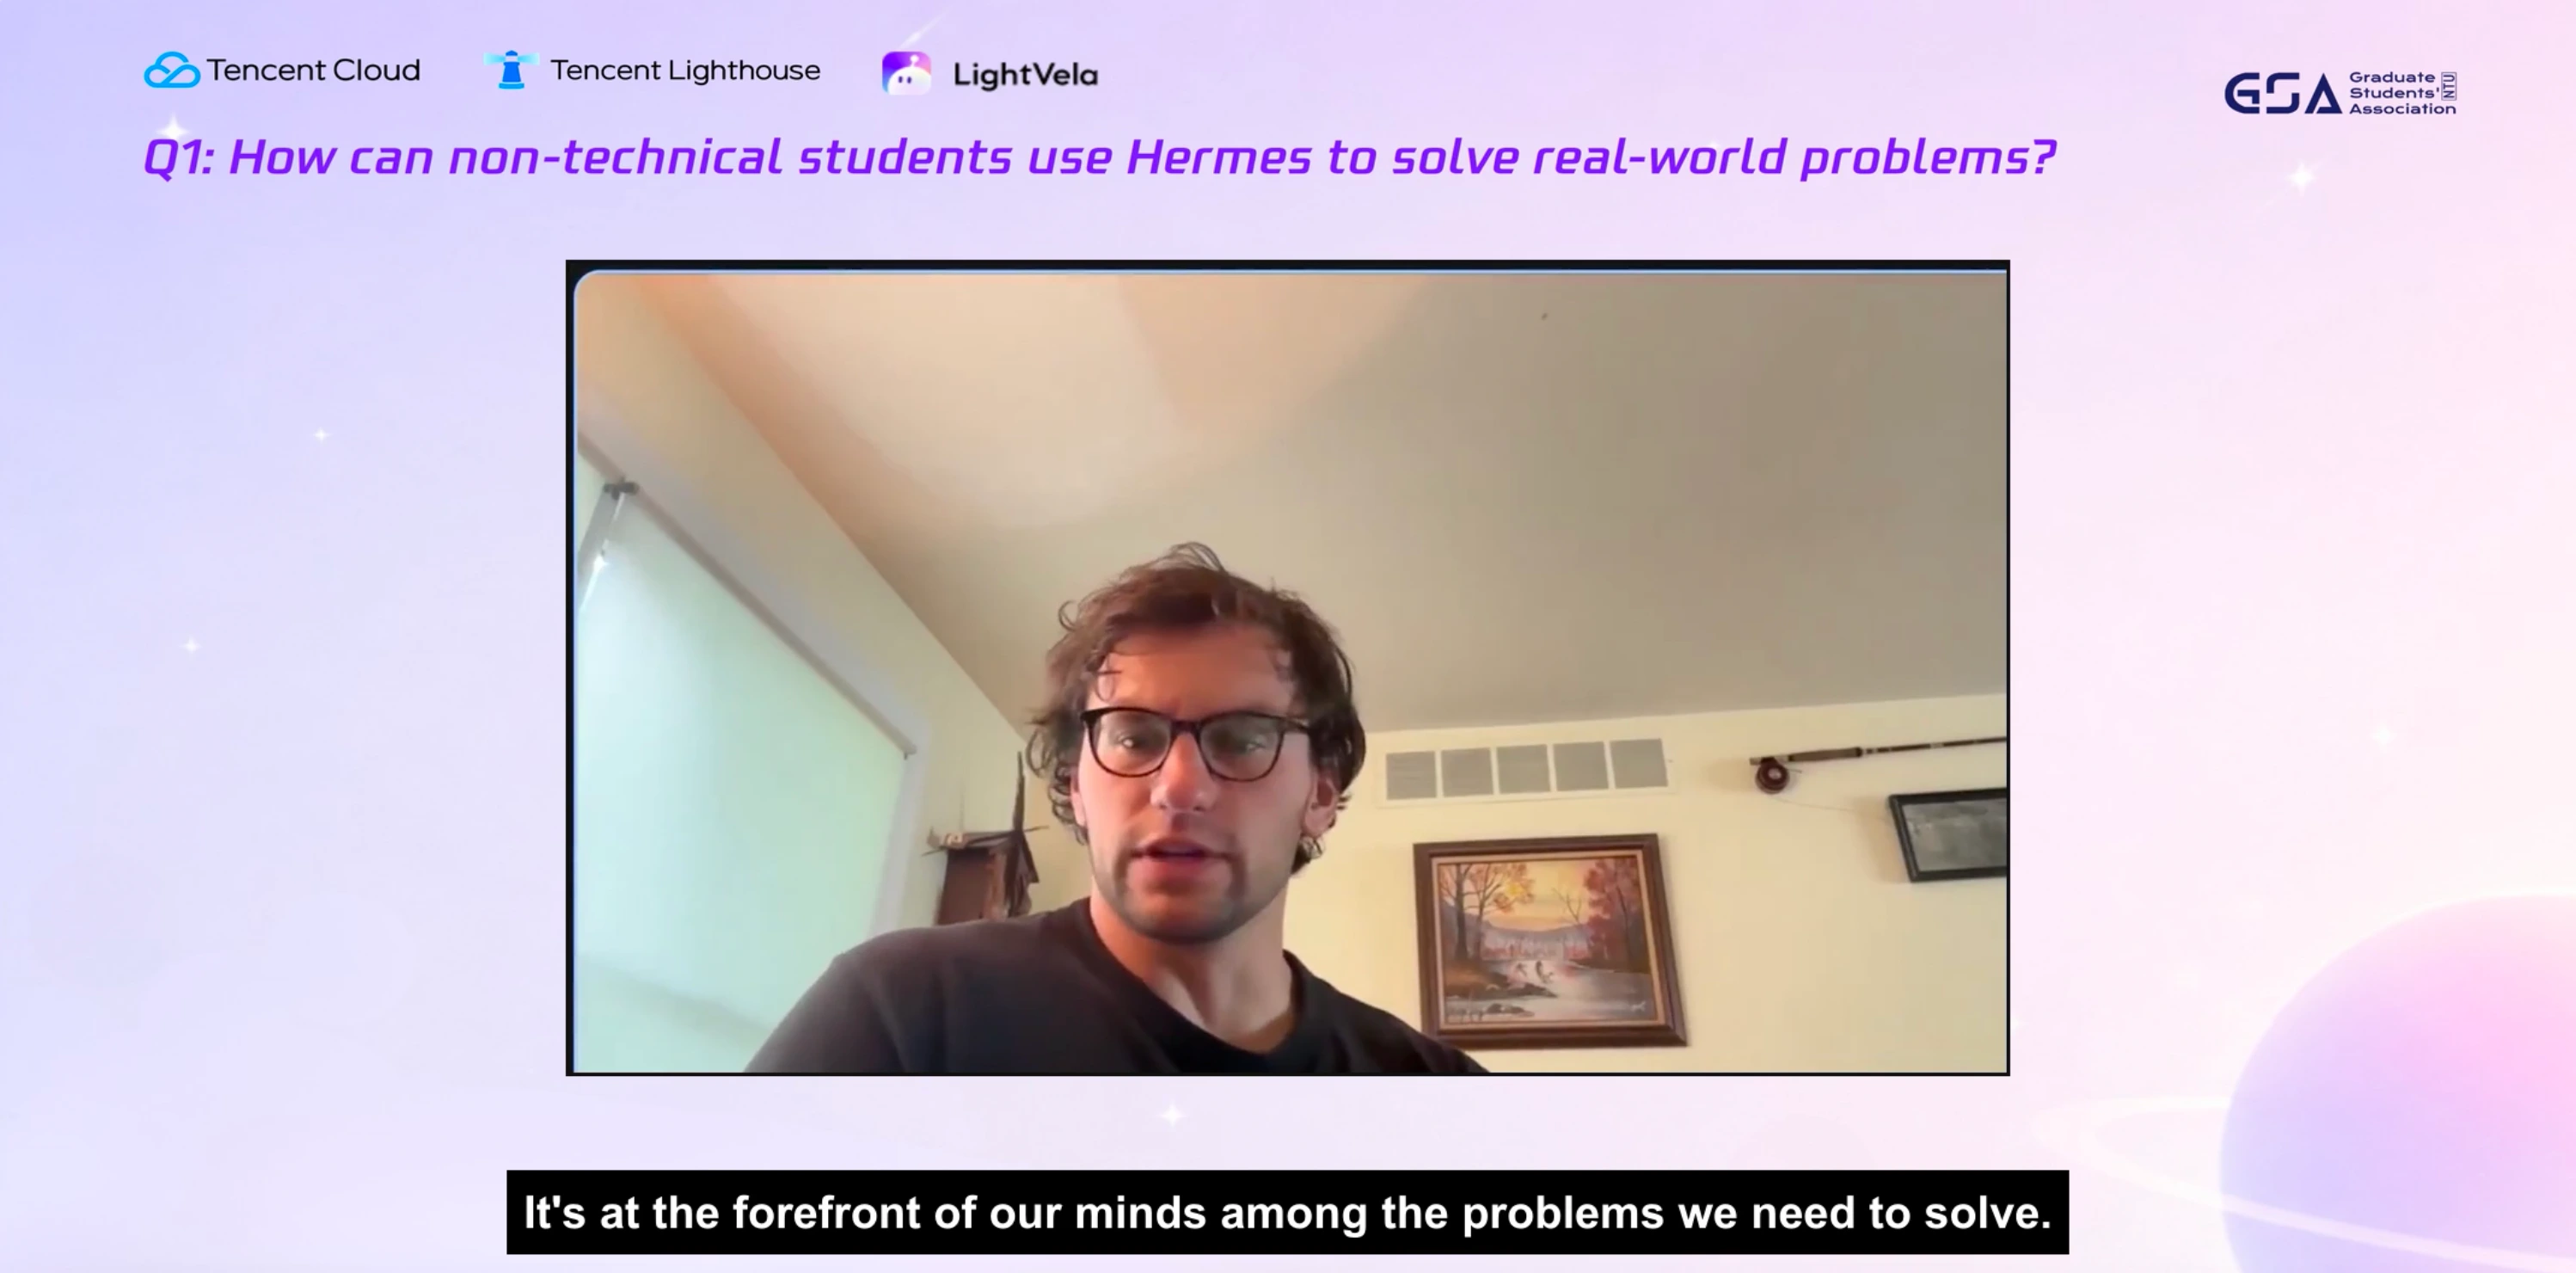 Tencent Cloud
Tencent Lighthouse
LightVela
GSA
Graduate
Students'
Association
NTU
Q1: How can non-technical students use Hermes to solve real-world problems?
It's at the forefront of our minds among the problems we need to solve.